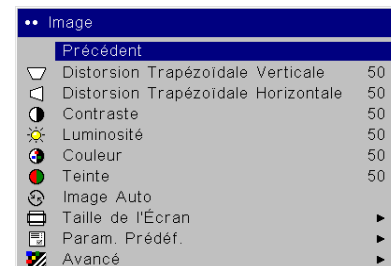 Image
Précédent
Distorsion Trapézoïdale Verticale 50
Distorsion Trapézoïdale Horizontale 50
Contraste 50
Luminosité 50
Couleur 50
Teinte 50
Image Auto
Taille de l'Écran
Param. Prédéf.
Avancé